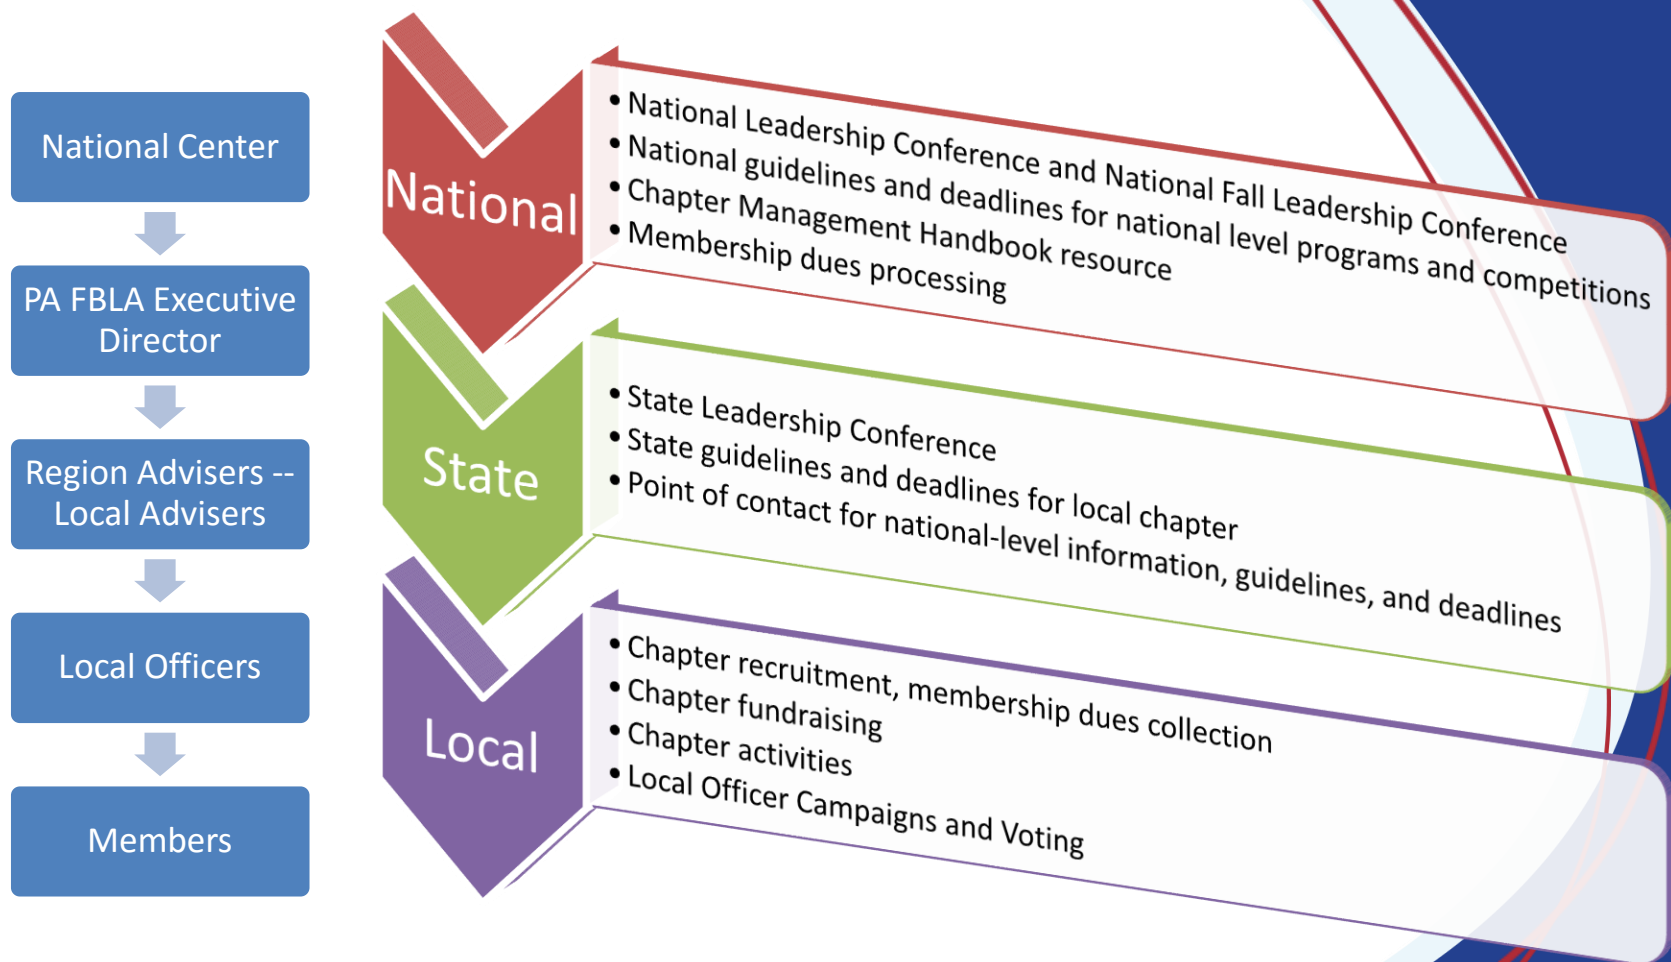 National Center
PA FBLA Executive
Director
Region Advisers --
Local Advisers
Local Officers
Members
National
• National Leadership Conference and National Fall Leadership Conference
• National guidelines and deadlines for national level programs and competitions
• Chapter Management Handbook resource
• Membership dues processing
State
• State Leadership Conference
• State guidelines and deadlines for local chapter
• Point of contact for national-level information, guidelines, and deadlines
Local
• Chapter recruitment, membership dues collection
• Chapter fundraising
• Chapter activities
• Local Officer Campaigns and Voting